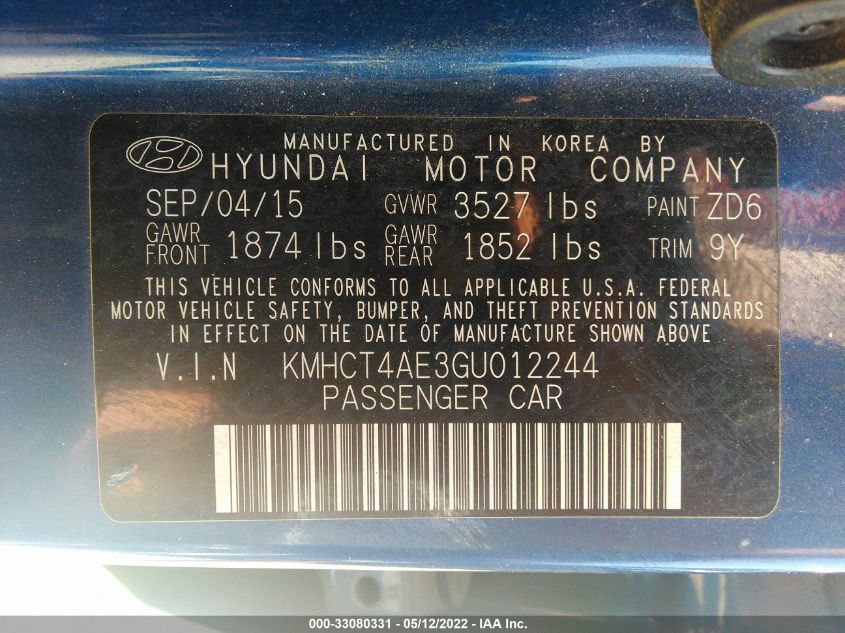 MANUFACTURED IN KOREA BY
HYUNDAI MOTOR COMPANY
SEP/04/15 GVWR 3527 lbs PAINT ZD6
GAWR FRONT 1874 lbs GAWR REAR 1852 lbs TRIM 9Y
THIS VEHICLE CONFORMS TO ALL APPLICABLE U.S.A. FEDERAL
MOTOR VEHICLE SAFETY, BUMPER, AND THEFT PREVENTION STANDARDS
IN EFFECT ON THE DATE OF MANUFACTURE SHOWN ABOVE
V.I.N KMHCT4AE3GU012244
PASSENGER CAR
000-33080331 - 05/12/2022 - IAA Inc.